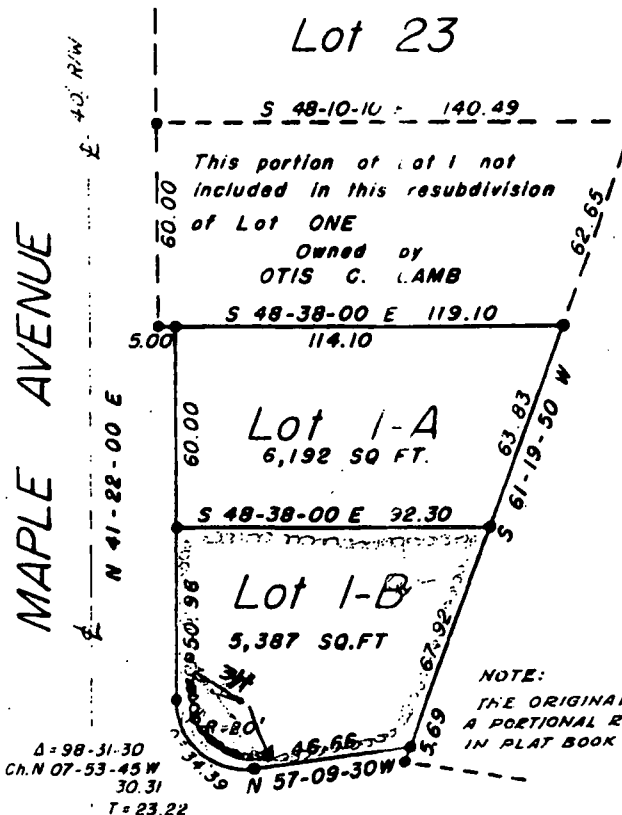 Lot 23
40' R/W
S 48-10-10 140.49
This portion of Lot 1 not
included in this resubdivision
of Lot ONE
Owned by
OTIS C. LAMB
60.00
62.65
MAPLE AVENUE
N 41-22-00 E
S 48-38-00 E 119.10
5.00
114.10
60.00
Lot 1-A
6,192 SQ FT.
63.83
S 61-19-50 W
S 48-38-00 E 92.30
Lot 1-B
5,387 SQ.FT
50.98
67.92
R=20'
46.66
5.69
N 57-09-30W
34.39
Δ = 98-31-30
Ch. N 07-53-45 W
30.31
T = 23.22
NOTE:
THE ORIGINAL
A PORTIONAL R
IN PLAT BOOK